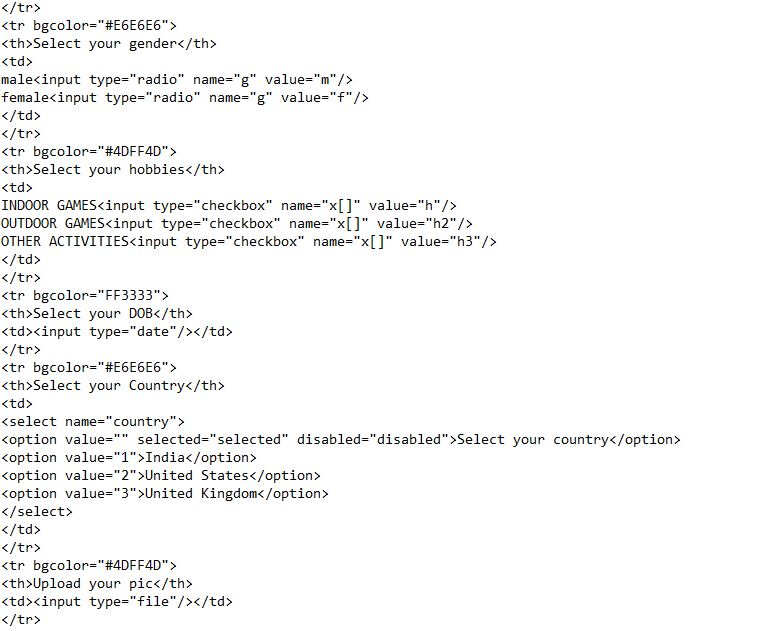 </tr>
<tr bgcolor="#E6E6E6">
<th>Select your gender</th>
<td>
male<input type="radio" name="g" value="m"/>
female<input type="radio" name="g" value="f"/>
</td>
</tr>
<tr bgcolor="#4DFF4D">
<th>Select your hobbies</th>
<td>
INDOOR GAMES<input type="checkbox" name="x[]" value="h"/>
OUTDOOR GAMES<input type="checkbox" name="x[]" value="h2"/>
OTHER ACTIVITIES<input type="checkbox" name="x[]" value="h3"/>
</td>
</tr>
<tr bgcolor="FF3333">
<th>Select your DOB</th>
<td><input type="date"/></td>
</tr>
<tr bgcolor="#E6E6E6">
<th>Select your Country</th>
<td>
<select name="country">
<option value="" selected="selected" disabled="disabled">Select your country</option>
<option value="1">India</option>
<option value="2">United States</option>
<option value="3">United Kingdom</option>
</select>
</td>
</tr>
<tr bgcolor="#4DFF4D">
<th>Upload your pic</th>
<td><input type="file"/></td>
</tr>